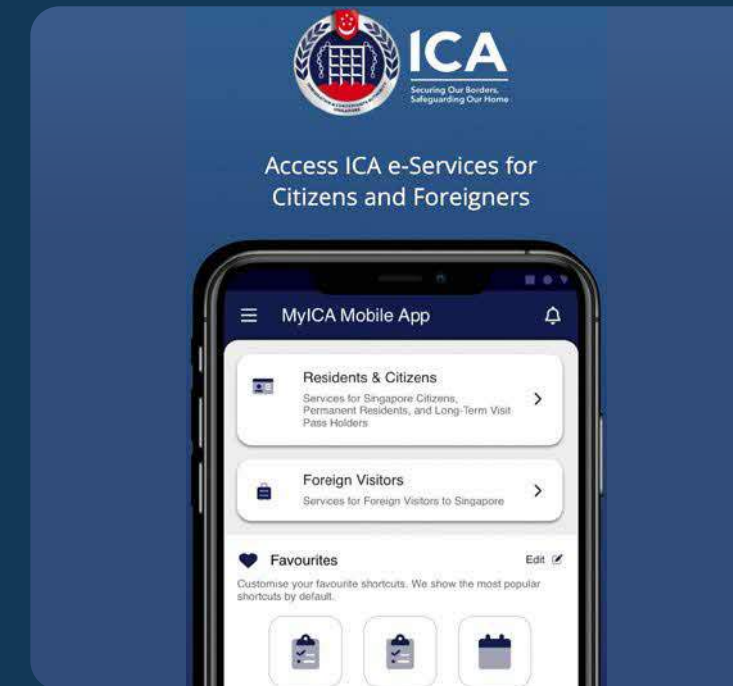 ICA
Securing Our Borders,
Safeguarding Our Home
Access ICA e-Services for
Citizens and Foreigners
MyICA Mobile App
Residents & Citizens
Services for Singapore Citizens,
Permanent Residents, and Long-Term Visit
Pass Holders
Foreign Visitors
Services for Foreign Visitors to Singapore
Favourites
Edit
Customise your favourite shortcuts. We show the most popular
shortcuts by default.